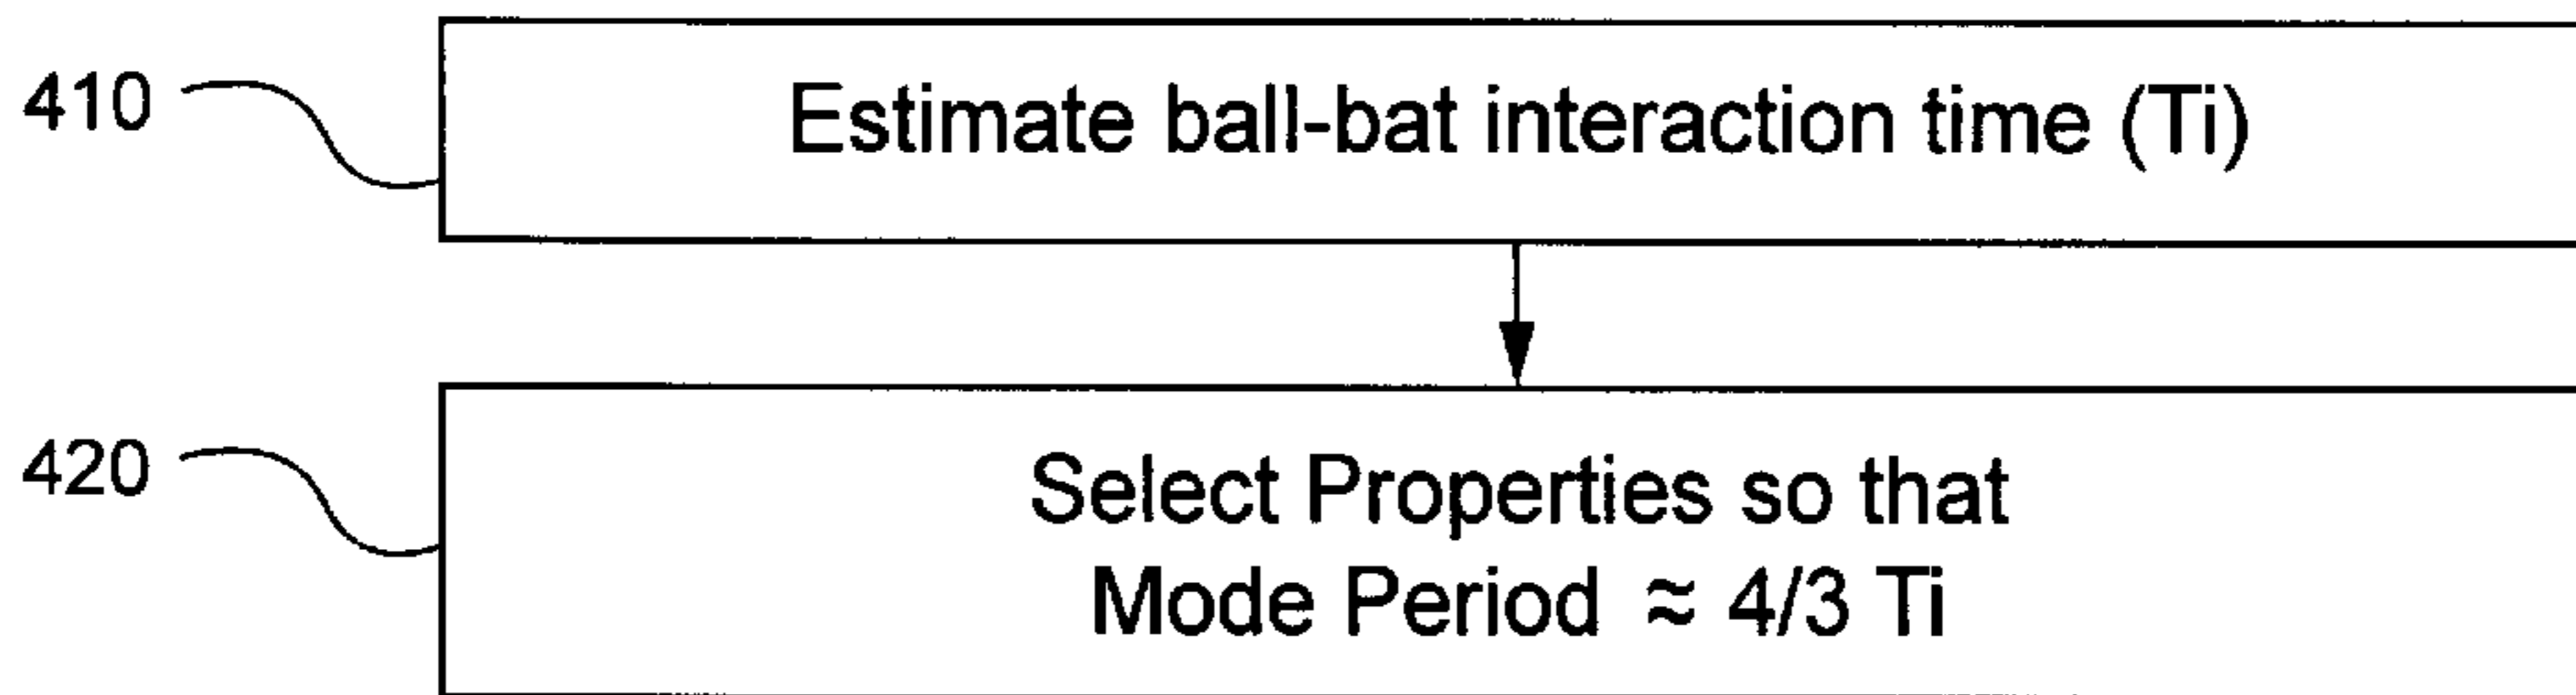 410
Estimate ball-bat interaction time (Ti)
420
Select Properties so that
Mode Period ≈ 4/3 Ti